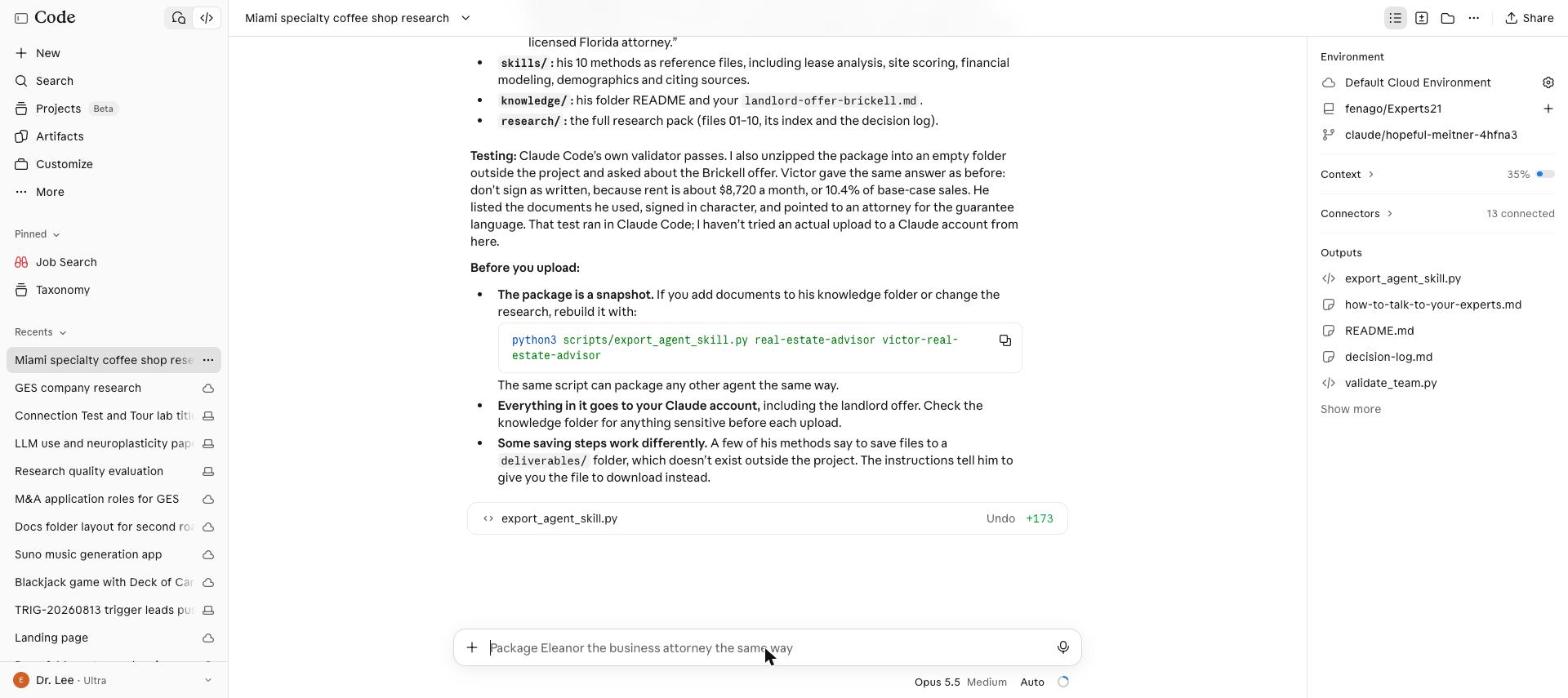 Code
New
Search
Projects Beta
Artifacts
Customize
More
Pinned
Job Search
Taxonomy
Recents
Miami specialty coffee shop rese
GES company research
Connection Test and Tour lab titl
LLM use and neuroplasticity pap
Research quality evaluation
M&A application roles for GES
Docs folder layout for second ro
Suno music generation app
Blackjack game with Deck of Car
TRIG-20260813 trigger leads pu
Landing page
E Dr. Lee · Ultra
Miami specialty coffee shop research
Share
licensed Florida attorney.”
skills/ : his 10 methods as reference files, including lease analysis, site scoring, financial
modeling, demographics and citing sources.
knowledge/ : his folder README and your landlord-offer-brickell.md .
research/ : the full research pack (files 01–10, its index and the decision log).
Testing: Claude Code’s own validator passes. I also unzipped the package into an empty folder
outside the project and asked about the Brickell offer. Victor gave the same answer as before:
don’t sign as written, because rent is about $8,720 a month, or 10.4% of base-case sales. He
listed the documents he used, signed in character, and pointed to an attorney for the guarantee
language. That test ran in Claude Code; I haven’t tried an actual upload to a Claude account from
here.
Before you upload:
The package is a snapshot. If you add documents to his knowledge folder or change the
research, rebuild it with:
python3 scripts/export_agent_skill.py real-estate-advisor victor-real-
estate-advisor
The same script can package any other agent the same way.
Everything in it goes to your Claude account, including the landlord offer. Check the
knowledge folder for anything sensitive before each upload.
Some saving steps work differently. A few of his methods say to save files to a
deliverables/ folder, which doesn’t exist outside the project. The instructions tell him to
give you the file to download instead.
export_agent_skill.py Undo +173
Package Eleanor the business attorney the same way
Opus 5.5 Medium Auto
Environment
Default Cloud Environment
fenago/Experts21
claude/hopeful-meitner-4hfna3
Context 35%
Connectors 13 connected
Outputs
export_agent_skill.py
how-to-talk-to-your-experts.md
README.md
decision-log.md
validate_team.py
Show more